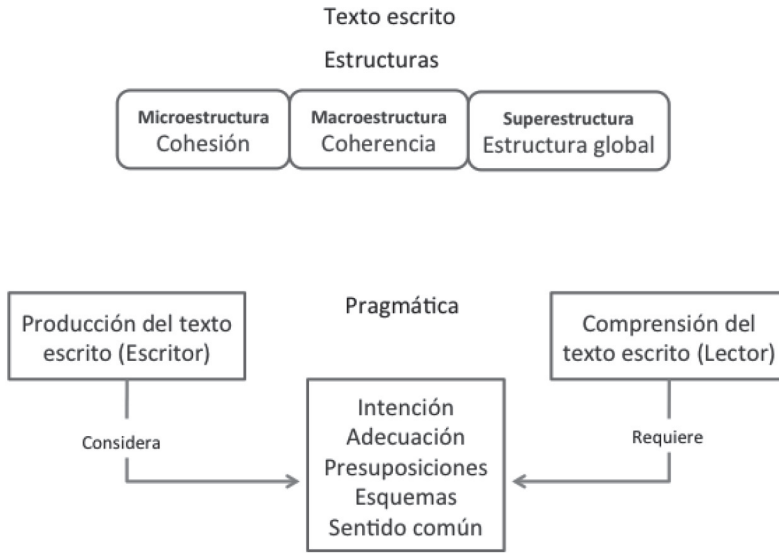 Texto escrito
Estructuras
Microestructura
Cohesión
Macroestructura
Coherencia
Superestructura
Estructura global
Producción del texto
escrito (Escritor)
Pragmática
Comprensión del
texto escrito (Lector)
Considera
Intención
Adecuación
Presuposiciones
Esquemas
Sentido común
Requiere